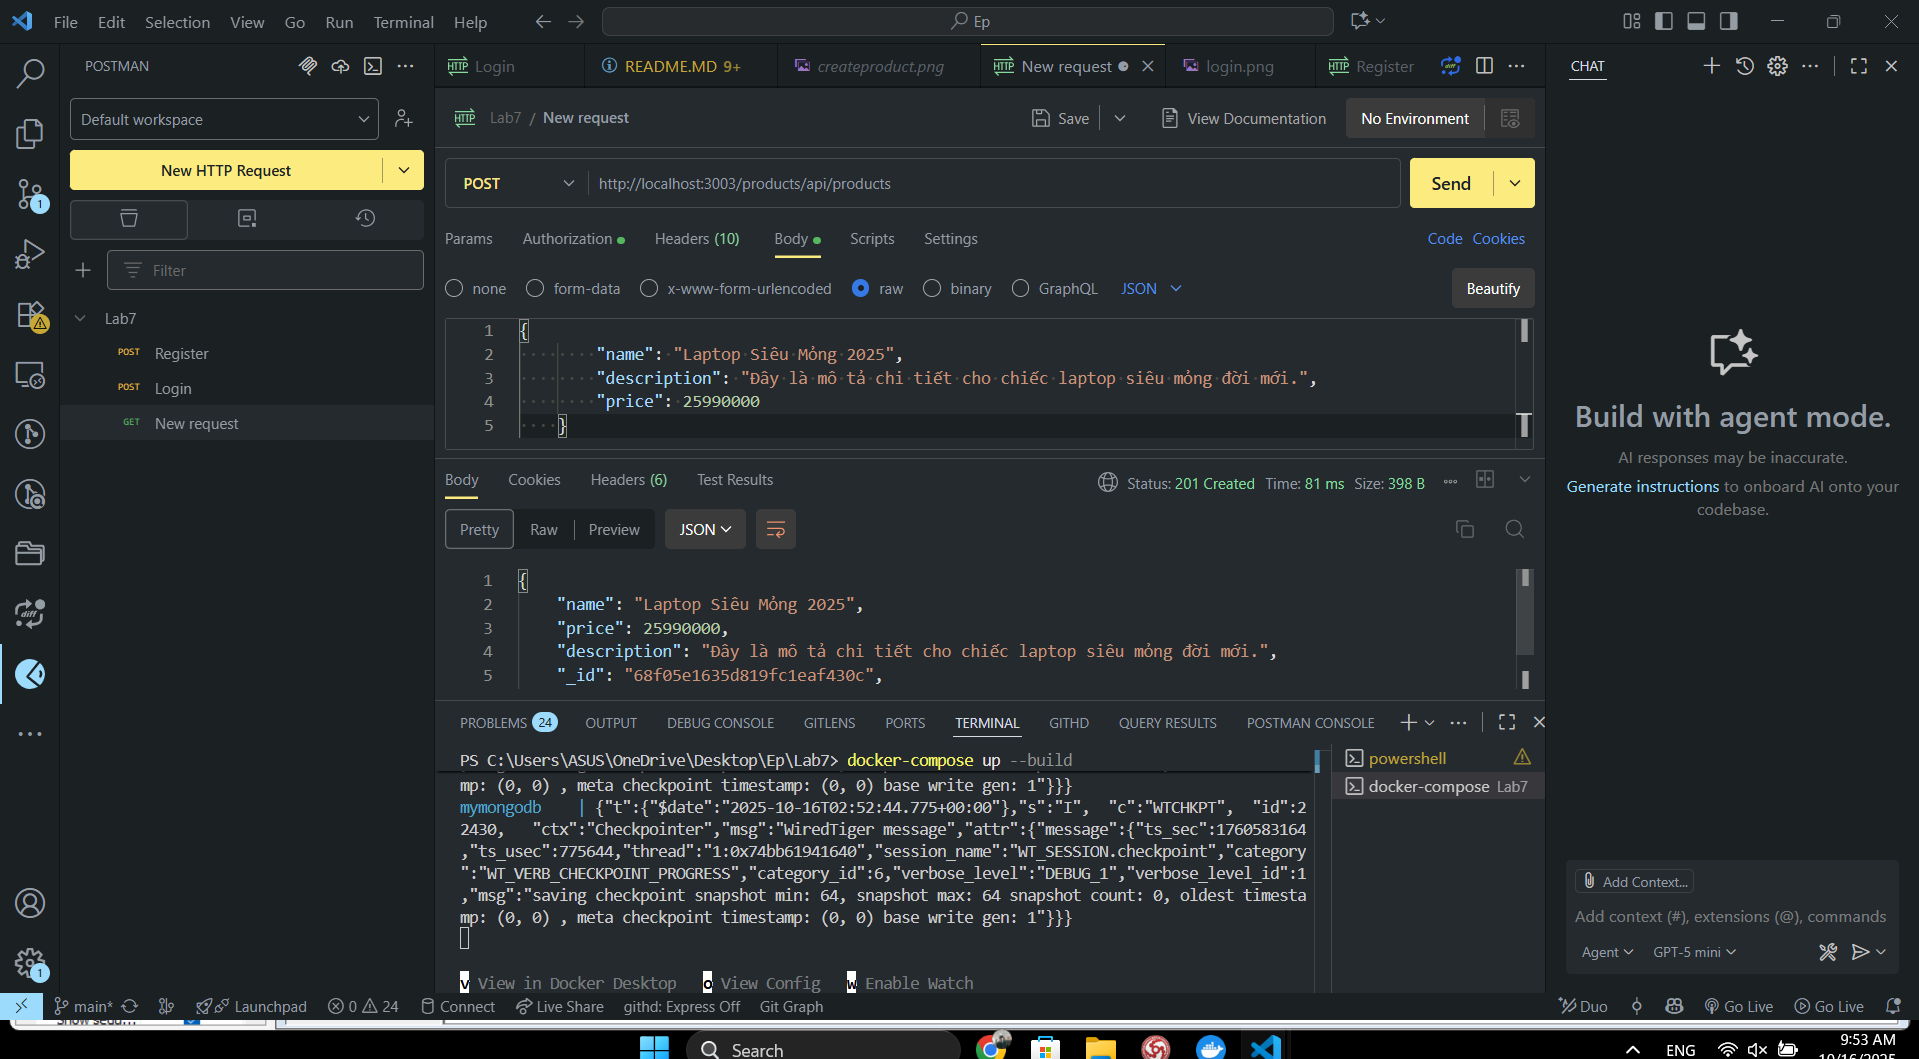 File Edit Selection View Go Run Terminal Help
Ep
POSTMAN
Default workspace
New HTTP Request
Filter
Lab7
POST Register
POST Login
GET New request
Login
README.MD 9+
createproduct.png
New request
login.png
Register
Lab7 / New request
Save
View Documentation
No Environment
POST
http://localhost:3003/products/api/products
Send
Params Authorization Headers (10) Body Scripts Settings
Code Cookies
none form-data x-www-form-urlencoded raw binary GraphQL JSON
Beautify
1 {
2 "name": "Laptop Siêu Mỏng 2025",
3 "description": "Đây là mô tả chi tiết cho chiếc laptop siêu mỏng đời mới.",
4 "price": 25990000
5 }
Body Cookies Headers (6) Test Results
Status: 201 Created Time: 81 ms Size: 398 B
Pretty Raw Preview JSON
1 {
2 "name": "Laptop Siêu Mỏng 2025",
3 "price": 25990000,
4 "description": "Đây là mô tả chi tiết cho chiếc laptop siêu mỏng đời mới.",
5 "_id": "68f05e1635d819fc1eaf430c",
PROBLEMS 24 OUTPUT DEBUG CONSOLE GITLENS PORTS TERMINAL GITHD QUERY RESULTS POSTMAN CONSOLE
PS C:\Users\ASUS\OneDrive\Desktop\Ep\Lab7> docker-compose up --build
mp: (0, 0) , meta checkpoint timestamp: (0, 0) base write gen: 1"}}}
mymongodb | {"t":{"$date":"2025-10-16T02:52:44.775+00:00"},"s":"I", "c":"WTCHKPT", "id":2
2430, "ctx":"Checkpointer","msg":"WiredTiger message","attr":{"message":{"ts_sec":1760583164
,"ts_usec":775644,"thread":"1:0x74bb61941640","session_name":"WT_SESSION.checkpoint","category
":"WT_VERB_CHECKPOINT_PROGRESS","category_id":6,"verbose_level":"DEBUG_1","verbose_level_id":1
,"msg":"saving checkpoint snapshot min: 64, snapshot max: 64 snapshot count: 0, oldest timesta
mp: (0, 0) , meta checkpoint timestamp: (0, 0) base write gen: 1"}}}
v View in Docker Desktop o View Config w Enable Watch
powershell
docker-compose Lab7
CHAT
Build with agent mode.
AI responses may be inaccurate.
Generate instructions to onboard AI onto your
codebase.
Add Context...
Add context (#), extensions (@), commands
Agent GPT-5 mini
1
1
diff
main* Launchpad 0 24 Connect Live Share githd: Express Off Git Graph
Duo Go Live Go Live
Search
ENG
9:53 AM
10/16/2025